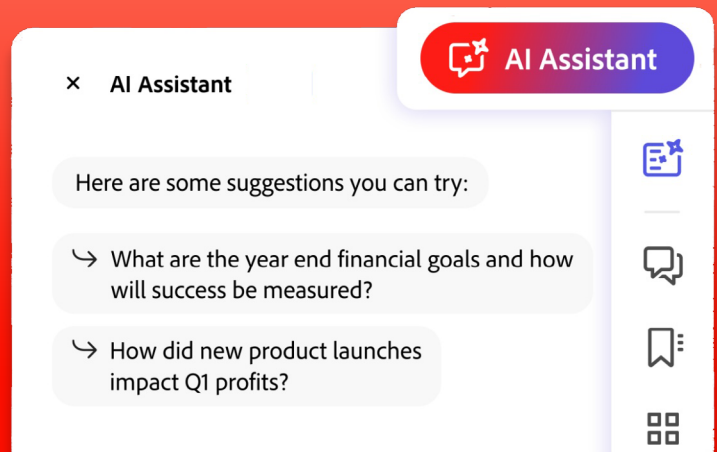 AI Assistant
× AI Assistant
Here are some suggestions you can try:
What are the year end financial goals and how
will success be measured?
How did new product launches
impact Q1 profits?